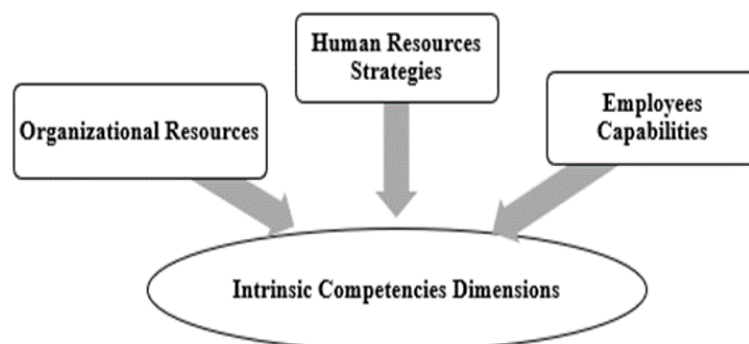 Human Resources
Strategies
Organizational Resources
Employees
Capabilities
Intrinsic Competencies Dimensions